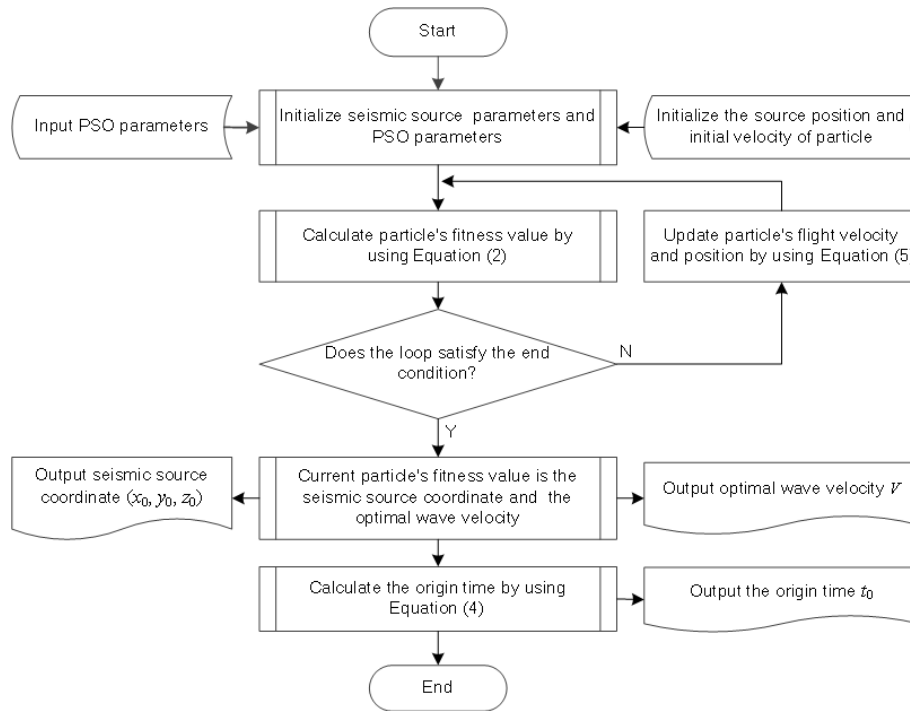 Start
Input PSO parameters
Initialize seismic source parameters and
PSO parameters
Initialize the source position and
initial velocity of particle
Calculate particle's fitness value by
using Equation (2)
Update particle's flight velocity
and position by using Equation (5
Does the loop satisfy the end
condition?
N
Y
Output seismic source
coordinate (x₀, y₀, z₀)
Current particle's fitness value is the
seismic source coordinate and the
optimal wave velocity
Output optimal wave velocity V
Calculate the origin time by using
Equation (4)
Output the origin time t₀
End